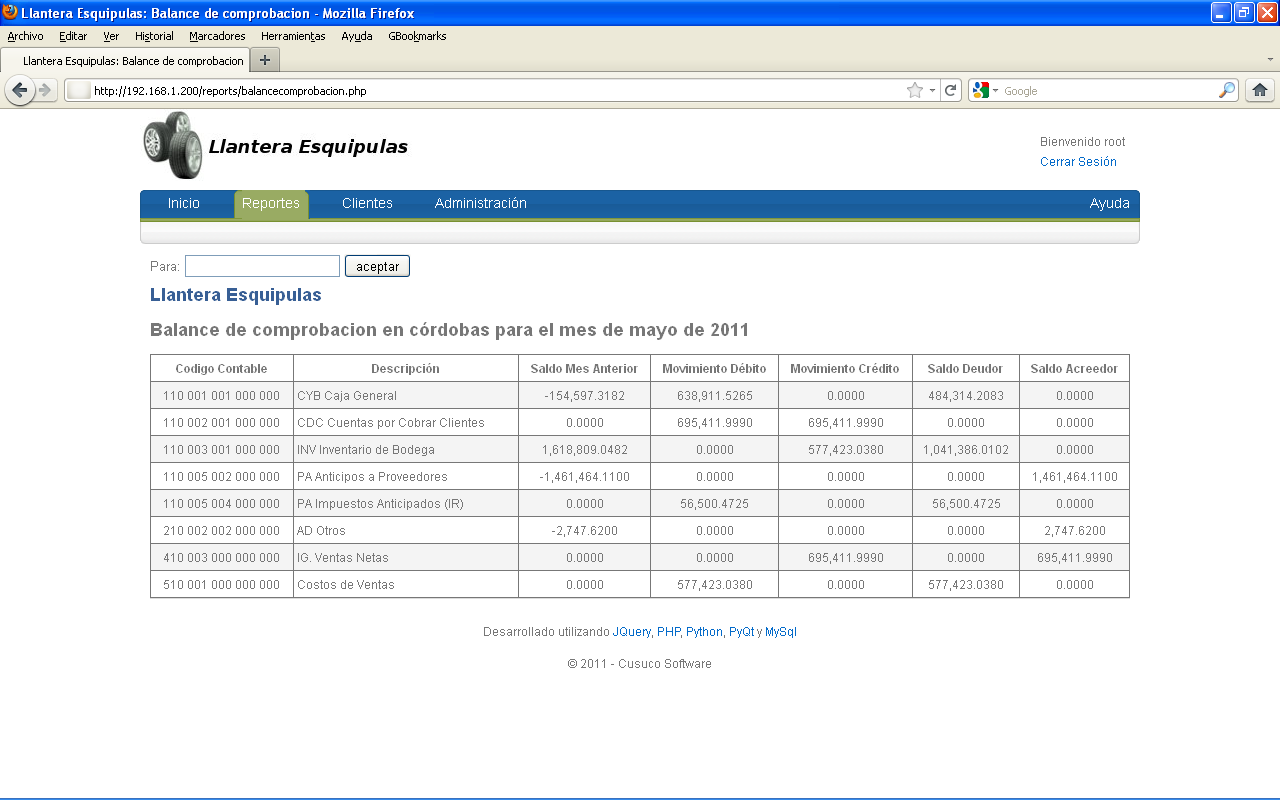 Llantera Esquipulas: Balance de comprobacion - Mozilla Firefox
Archivo Editar Ver Historial Marcadores Herramientas Ayuda GBookmarks
Llantera Esquipulas: Balance de comprobacion
http://192.168.1.200/reports/balancecomprobacion.php Google
Llantera Esquipulas
Bienvenido root
Cerrar Sesión
Inicio Reportes Clientes Administración Ayuda
Para: aceptar
Llantera Esquipulas
Balance de comprobacion en córdobas para el mes de mayo de 2011
Codigo Contable Descripción Saldo Mes Anterior Movimiento Débito Movimiento Crédito Saldo Deudor Saldo Acreedor
110 001 001 000 000 CYB Caja General -154,597.3182 638,911.5265 0.0000 484,314.2083 0.0000
110 002 001 000 000 CDC Cuentas por Cobrar Clientes 0.0000 695,411.9990 695,411.9990 0.0000 0.0000
110 003 001 000 000 INV Inventario de Bodega 1,618,809.0482 0.0000 577,423.0380 1,041,386.0102 0.0000
110 005 002 000 000 PA Anticipos a Proveedores -1,461,464.1100 0.0000 0.0000 0.0000 1,461,464.1100
110 005 004 000 000 PA Impuestos Anticipados (IR) 0.0000 56,500.4725 0.0000 56,500.4725 0.0000
210 002 002 000 000 AD Otros -2,747.6200 0.0000 0.0000 0.0000 2,747.6200
410 003 000 000 000 IG. Ventas Netas 0.0000 0.0000 695,411.9990 0.0000 695,411.9990
510 001 000 000 000 Costos de Ventas 0.0000 577,423.0380 0.0000 577,423.0380 0.0000
Desarrollado utilizando JQuery, PHP, Python, PyQt y MySql
© 2011 - Cusuco Software